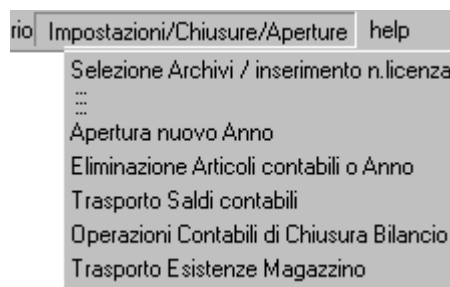 rio Impostazioni/Chiusure/Aperture help
Selezione Archivi / inserimento n.licenza
:::
Apertura nuovo Anno
Eliminazione Articoli contabili o Anno
Trasporto Saldi contabili
Operazioni Contabili di Chiusura Bilancio
Trasporto Esistenze Magazzino